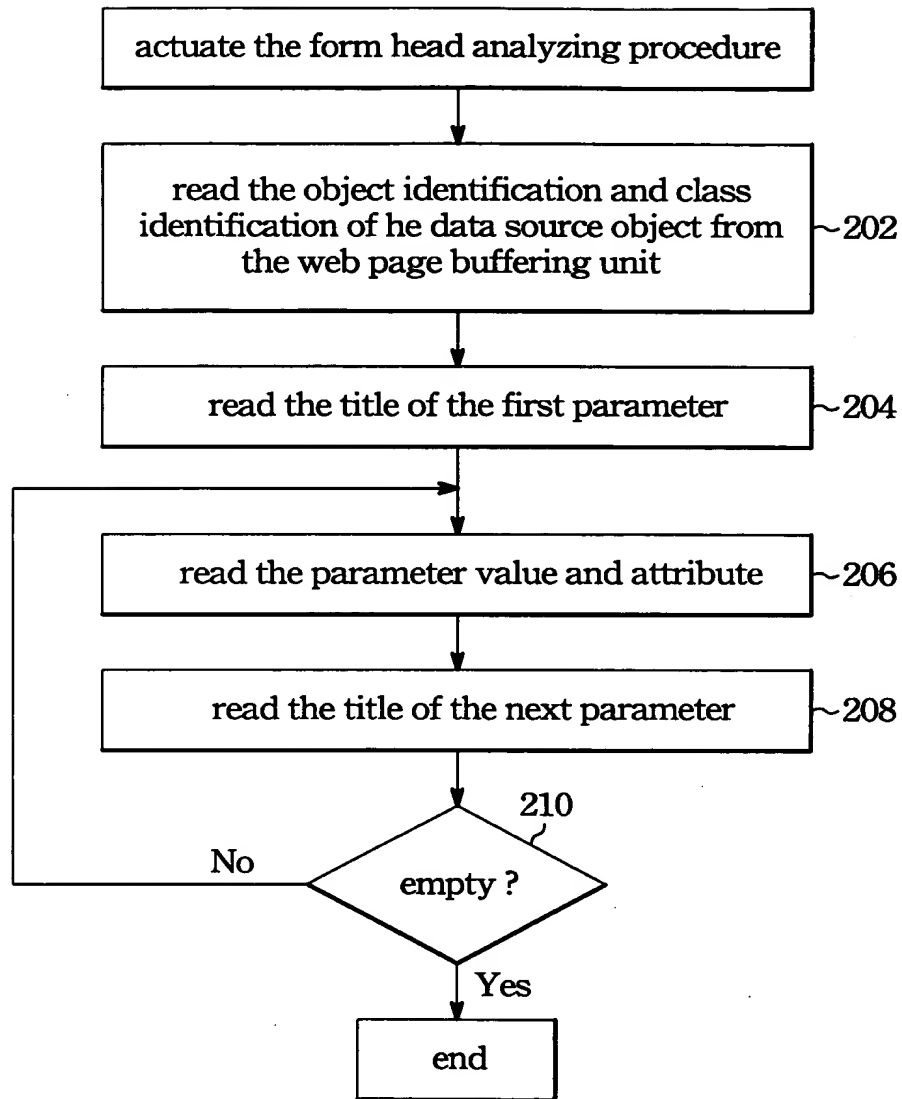 actuate the form head analyzing procedure
read the object identification and class
identification of he data source object from
the web page buffering unit
202
read the title of the first parameter
204
read the parameter value and attribute
206
read the title of the next parameter
208
210
No
empty ?
Yes
end